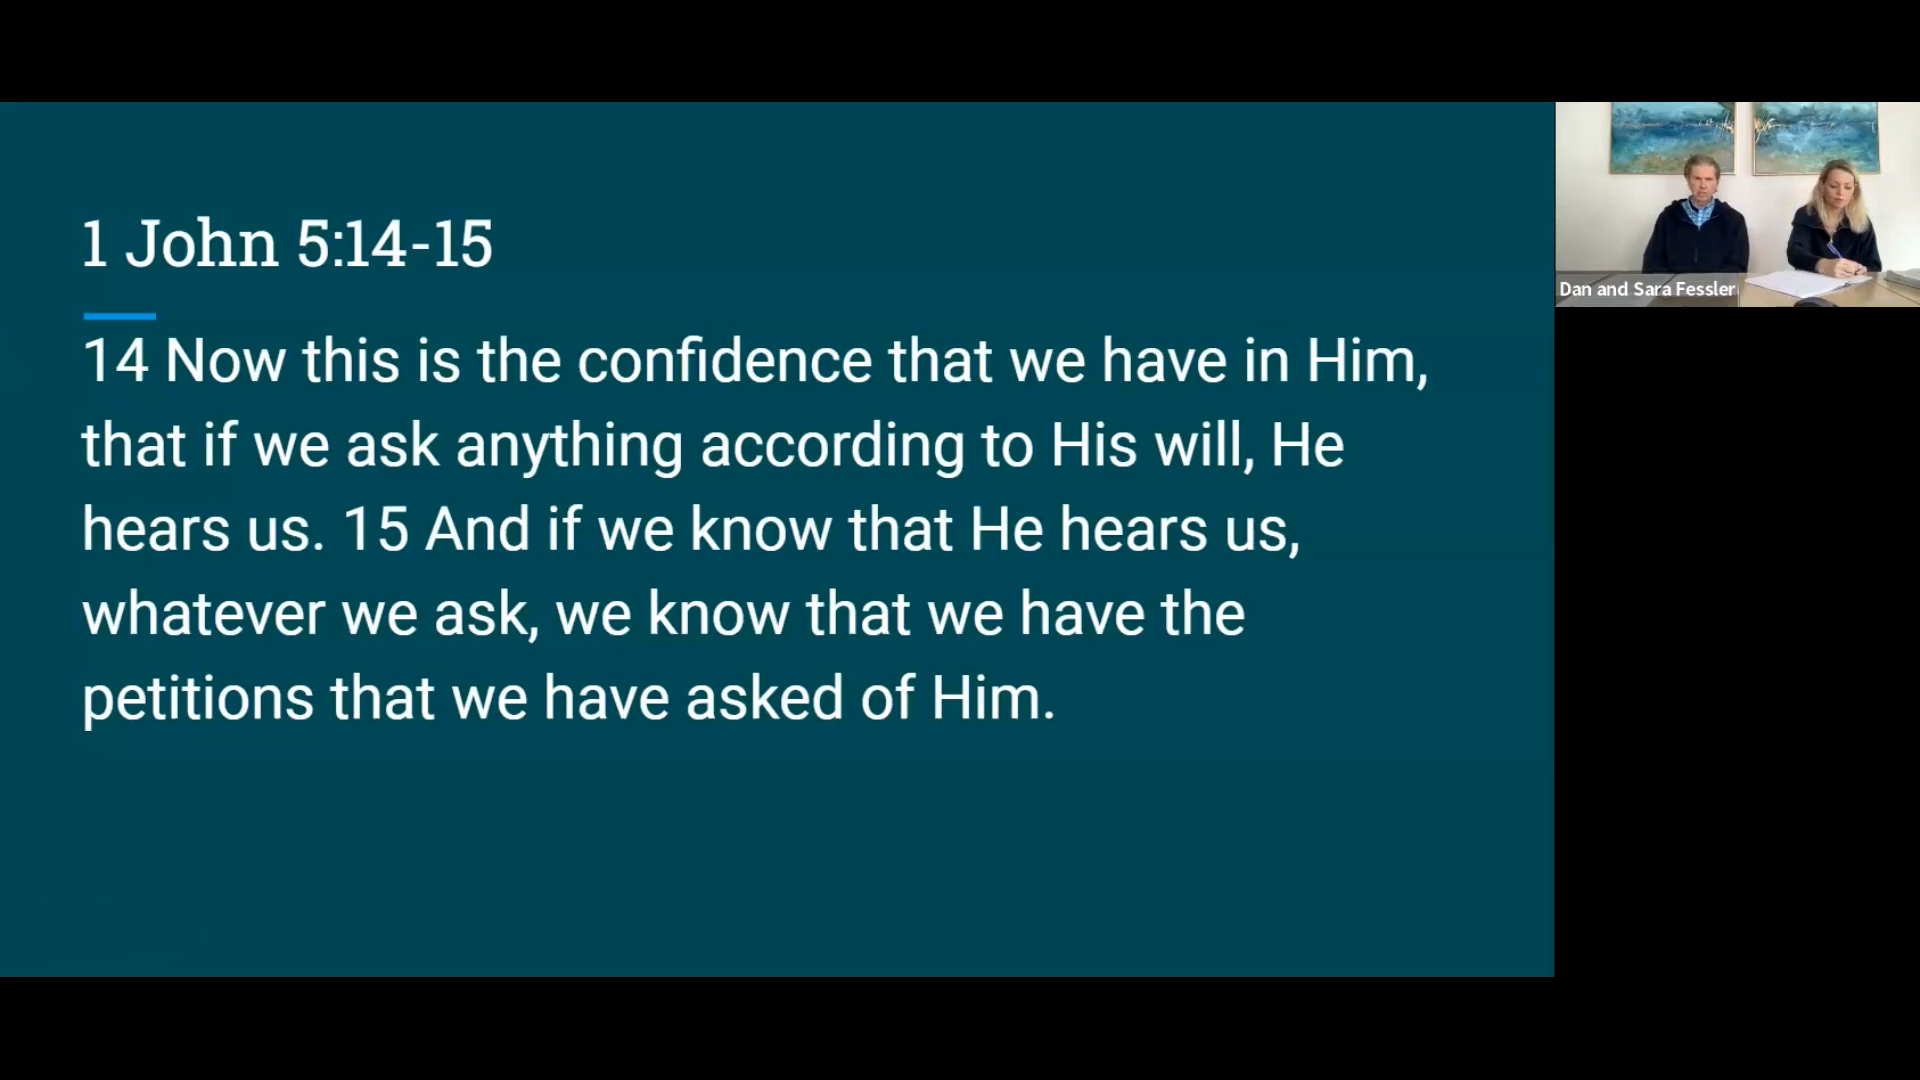 1 John 5:14-15
14 Now this is the confidence that we have in Him,
that if we ask anything according to His will, He
hears us. 15 And if we know that He hears us,
whatever we ask, we know that we have the
petitions that we have asked of Him.
Dan and Sara Fessler